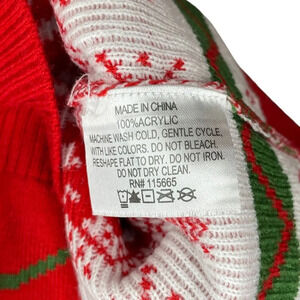 MADE IN CHINA
100%ACRYLIC
MACHINE WASH COLD, GENTLE CYCLE,
WITH LIKE COLORS. DO NOT BLEACH.
RESHAPE FLAT TO DRY. DO NOT IRON.
DO NOT DRY CLEAN.
RN# 115665